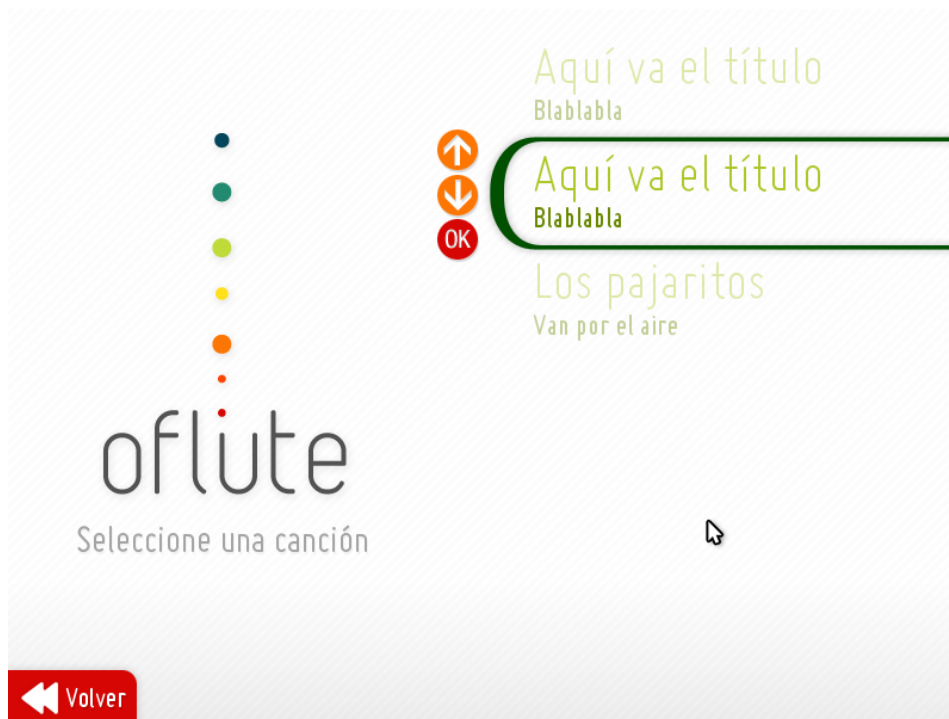 oflute
Seleccione una canción
Aquí va el título
Blablabla
Aquí va el título
Blablabla
OK
Los pajaritos
Van por el aire
Volver